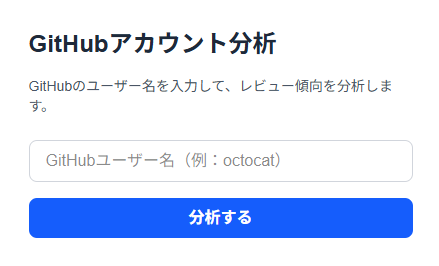 GitHubアカウント分析
GitHubのユーザー名を入力して、レビュー傾向を分析しま
す。
GitHubユーザー名（例：octocat）
分析する